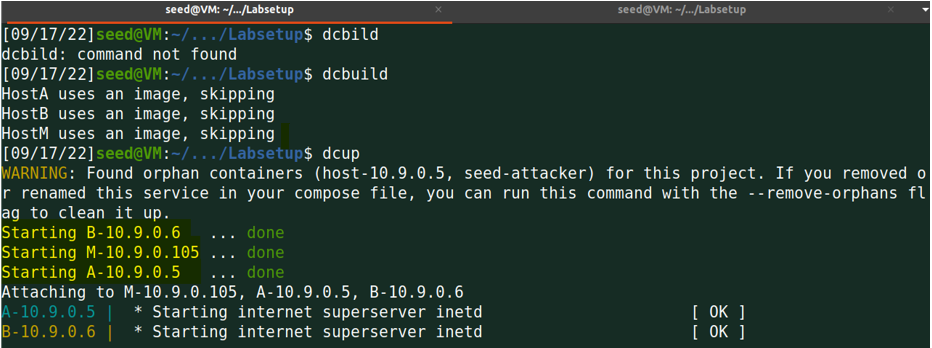 seed@VM: ~/.../Labsetup × seed@VM: ~/.../Labsetup ×
[09/17/22]seed@VM:~/.../Labsetup$ dcbild
dcbild: command not found
[09/17/22]seed@VM:~/.../Labsetup$ dcbuild
HostA uses an image, skipping
HostB uses an image, skipping
HostM uses an image, skipping
[09/17/22]seed@VM:~/.../Labsetup$ dcup
WARNING: Found orphan containers (host-10.9.0.5, seed-attacker) for this project. If you removed o
r renamed this service in your compose file, you can run this command with the --remove-orphans fl
ag to clean it up.
Starting B-10.9.0.6   ... done
Starting M-10.9.0.105 ... done
Starting A-10.9.0.5   ... done
Attaching to M-10.9.0.105, A-10.9.0.5, B-10.9.0.6
A-10.9.0.5 |  * Starting internet superserver inetd                       [ OK ]
B-10.9.0.6 |  * Starting internet superserver inetd                       [ OK ]